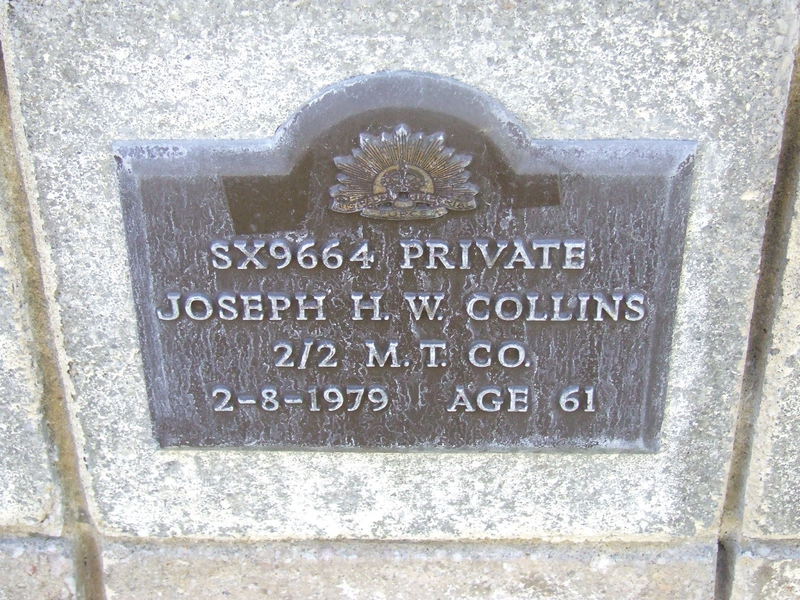 SX9664 PRIVATE
JOSEPH H. W. COLLINS
2/2 M. T. CO.
2-8-1979 AGE 61